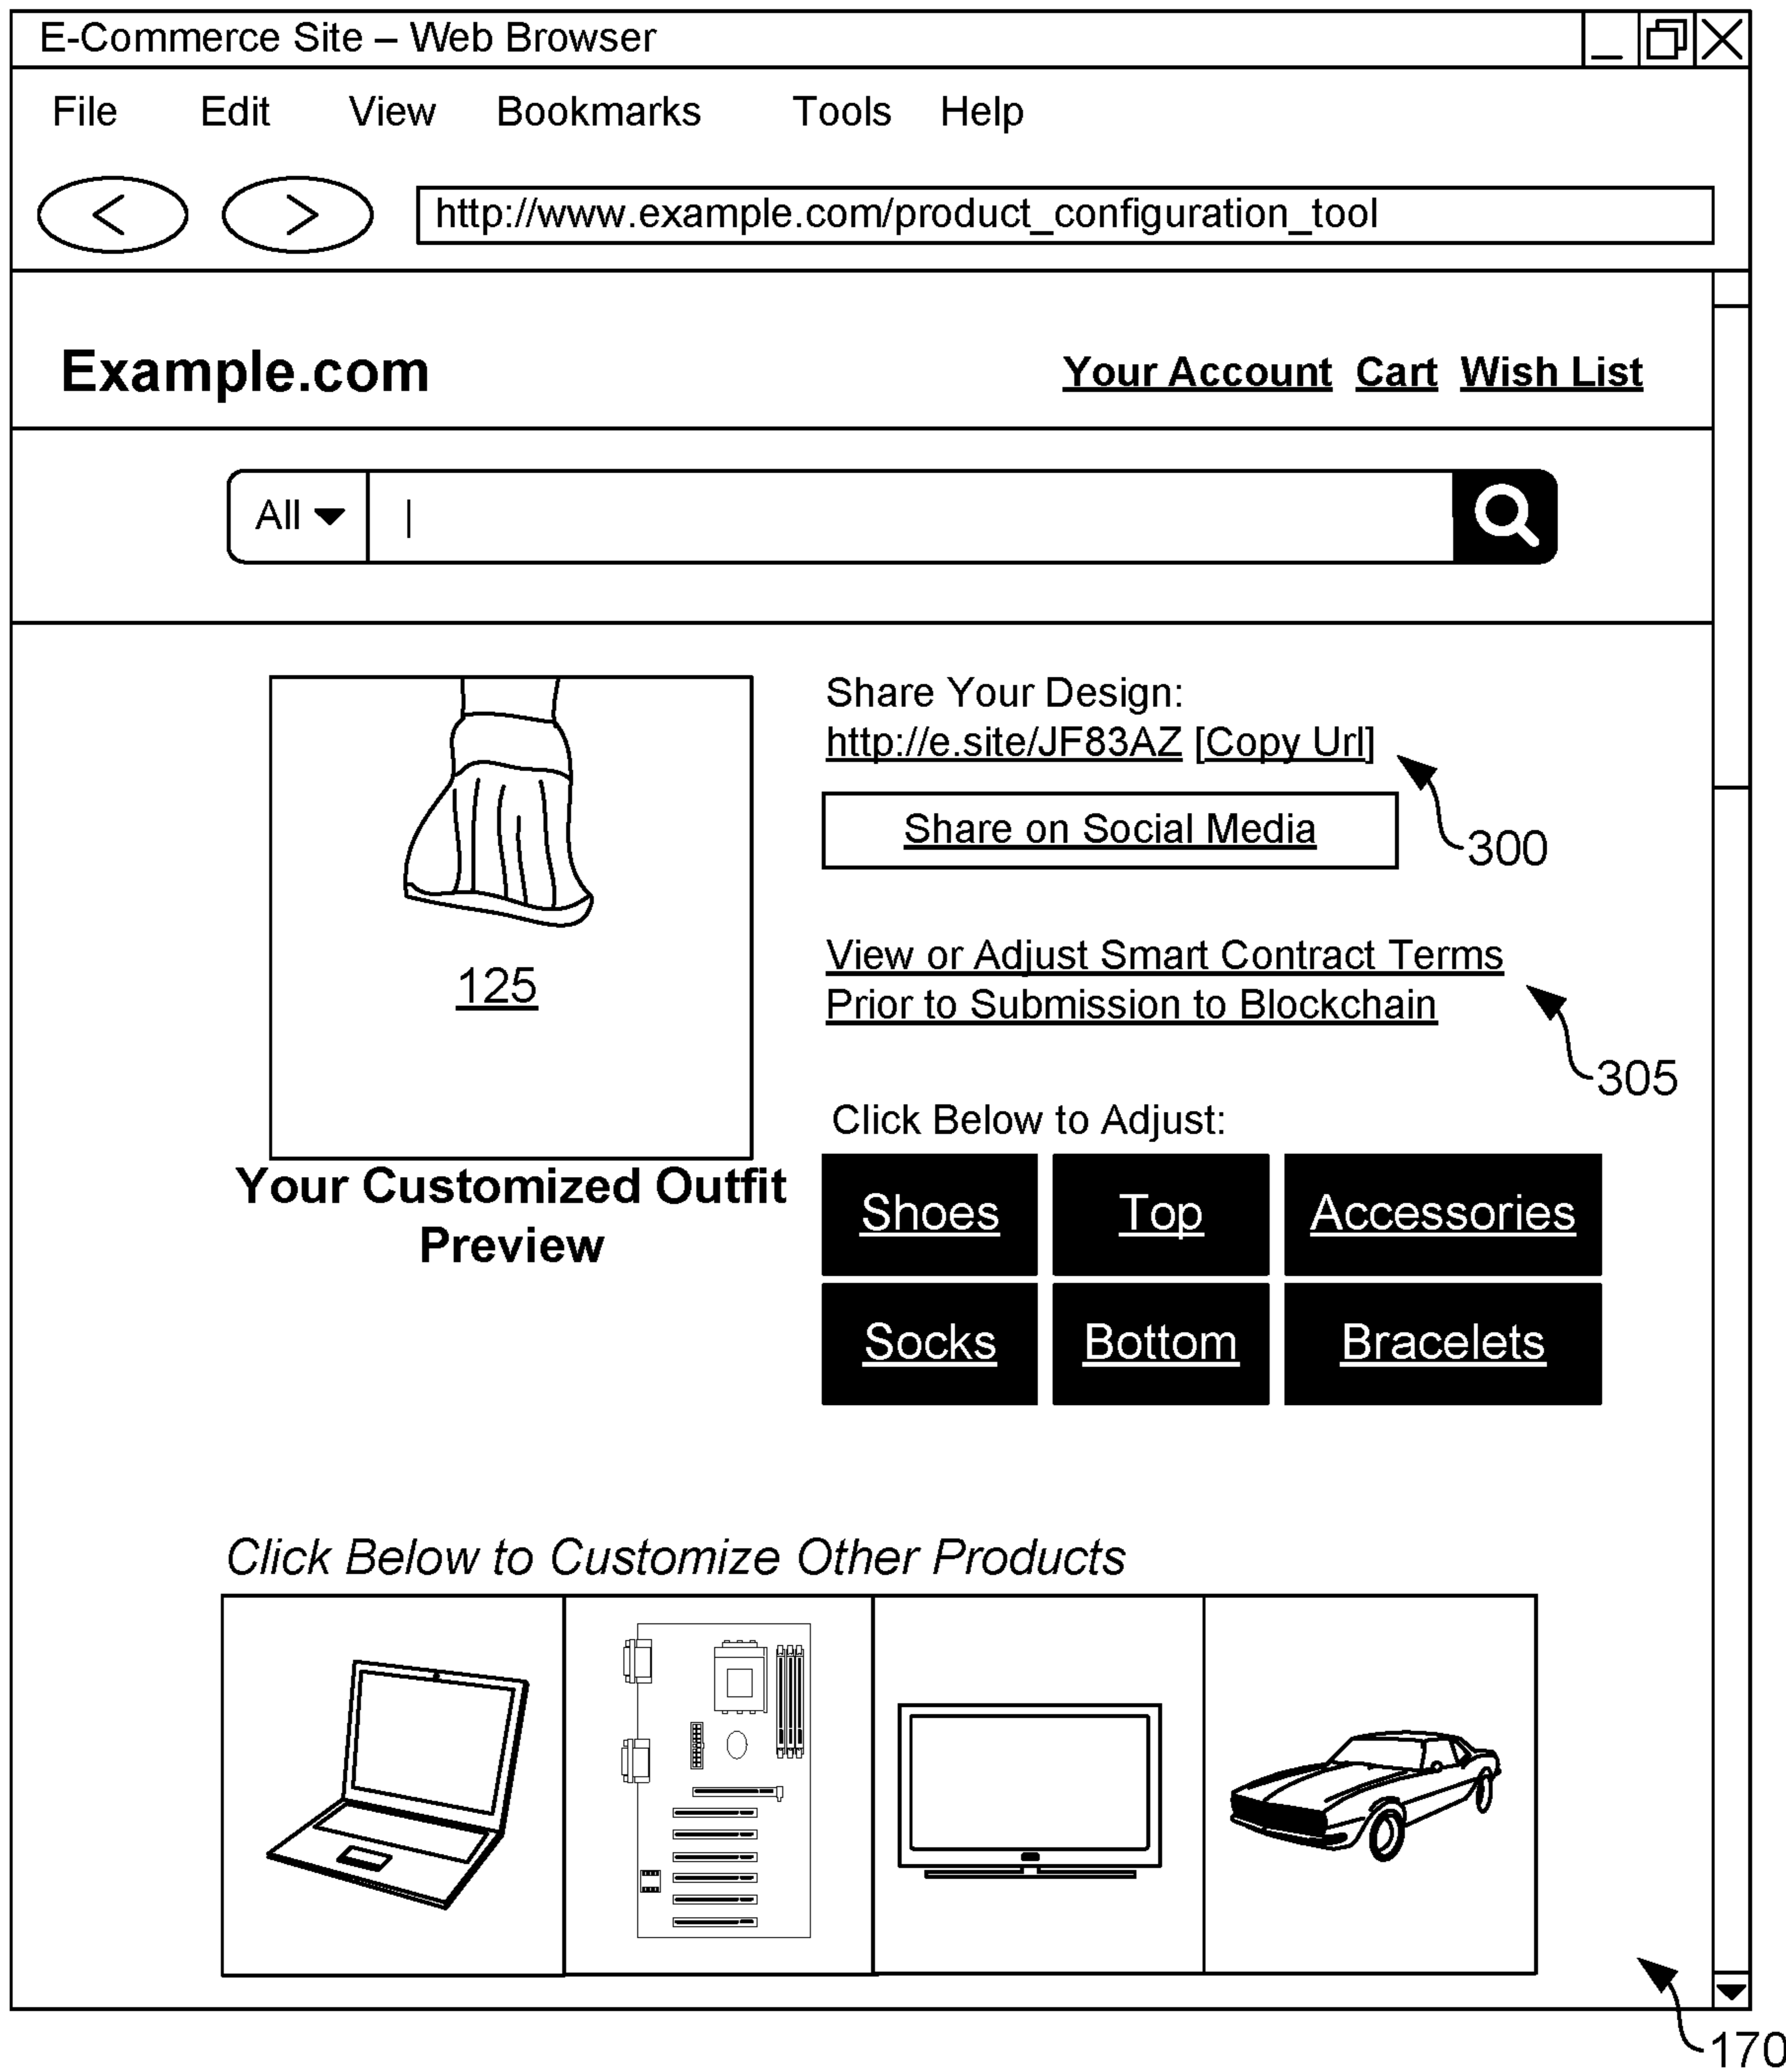 E-Commerce Site – Web Browser
File Edit View Bookmarks Tools Help
http://www.example.com/product_configuration_tool
Example.com
Your Account Cart Wish List
All
Share Your Design:
http://e.site/JF83AZ [Copy Url]
Share on Social Media
300
View or Adjust Smart Contract Terms
Prior to Submission to Blockchain
305
125
Your Customized Outfit
Preview
Click Below to Adjust:
Shoes Top Accessories
Socks Bottom Bracelets
Click Below to Customize Other Products
170